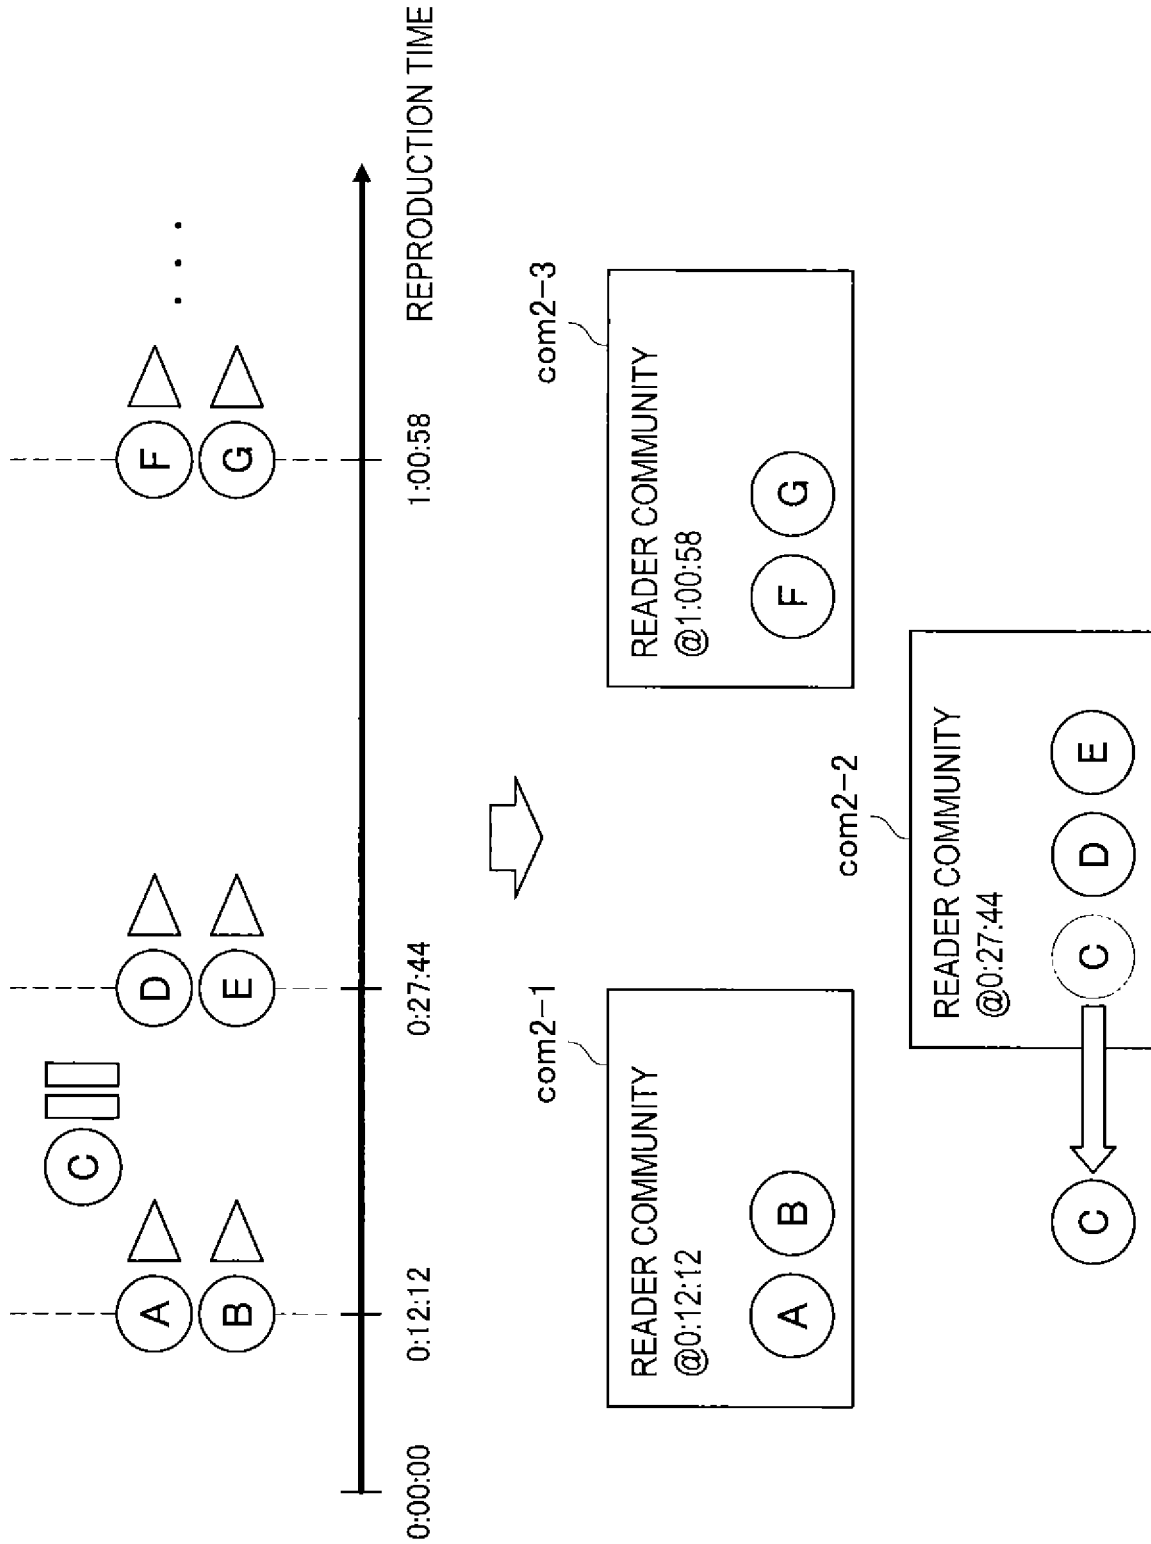 C
A
D
F
B
E
G
. . .
0:00:00
0:12:12
0:27:44
1:00:58
REPRODUCTION TIME
com2-1
READER COMMUNITY
@0:12:12
A B
com2-3
READER COMMUNITY
@1:00:58
F G
com2-2
READER COMMUNITY
@0:27:44
C
C D E